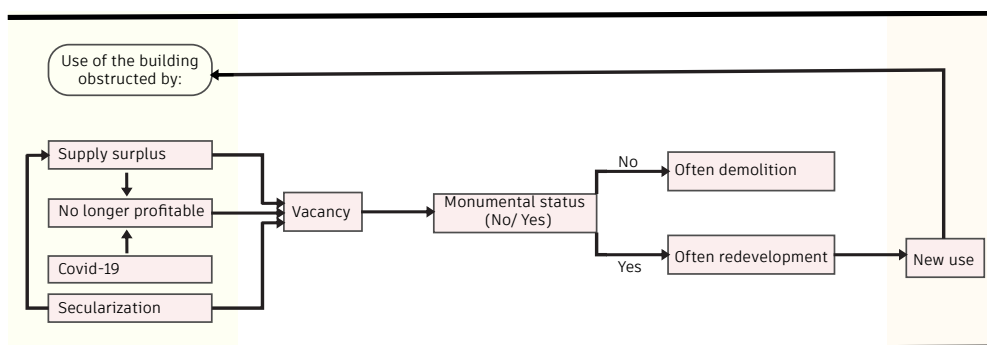 Use of the building
obstructed by:
Supply surplus
No longer profitable
Covid-19
Secularization
Vacancy
Monumental status
(No/ Yes)
No
Yes
Often demolition
Often redevelopment
New use